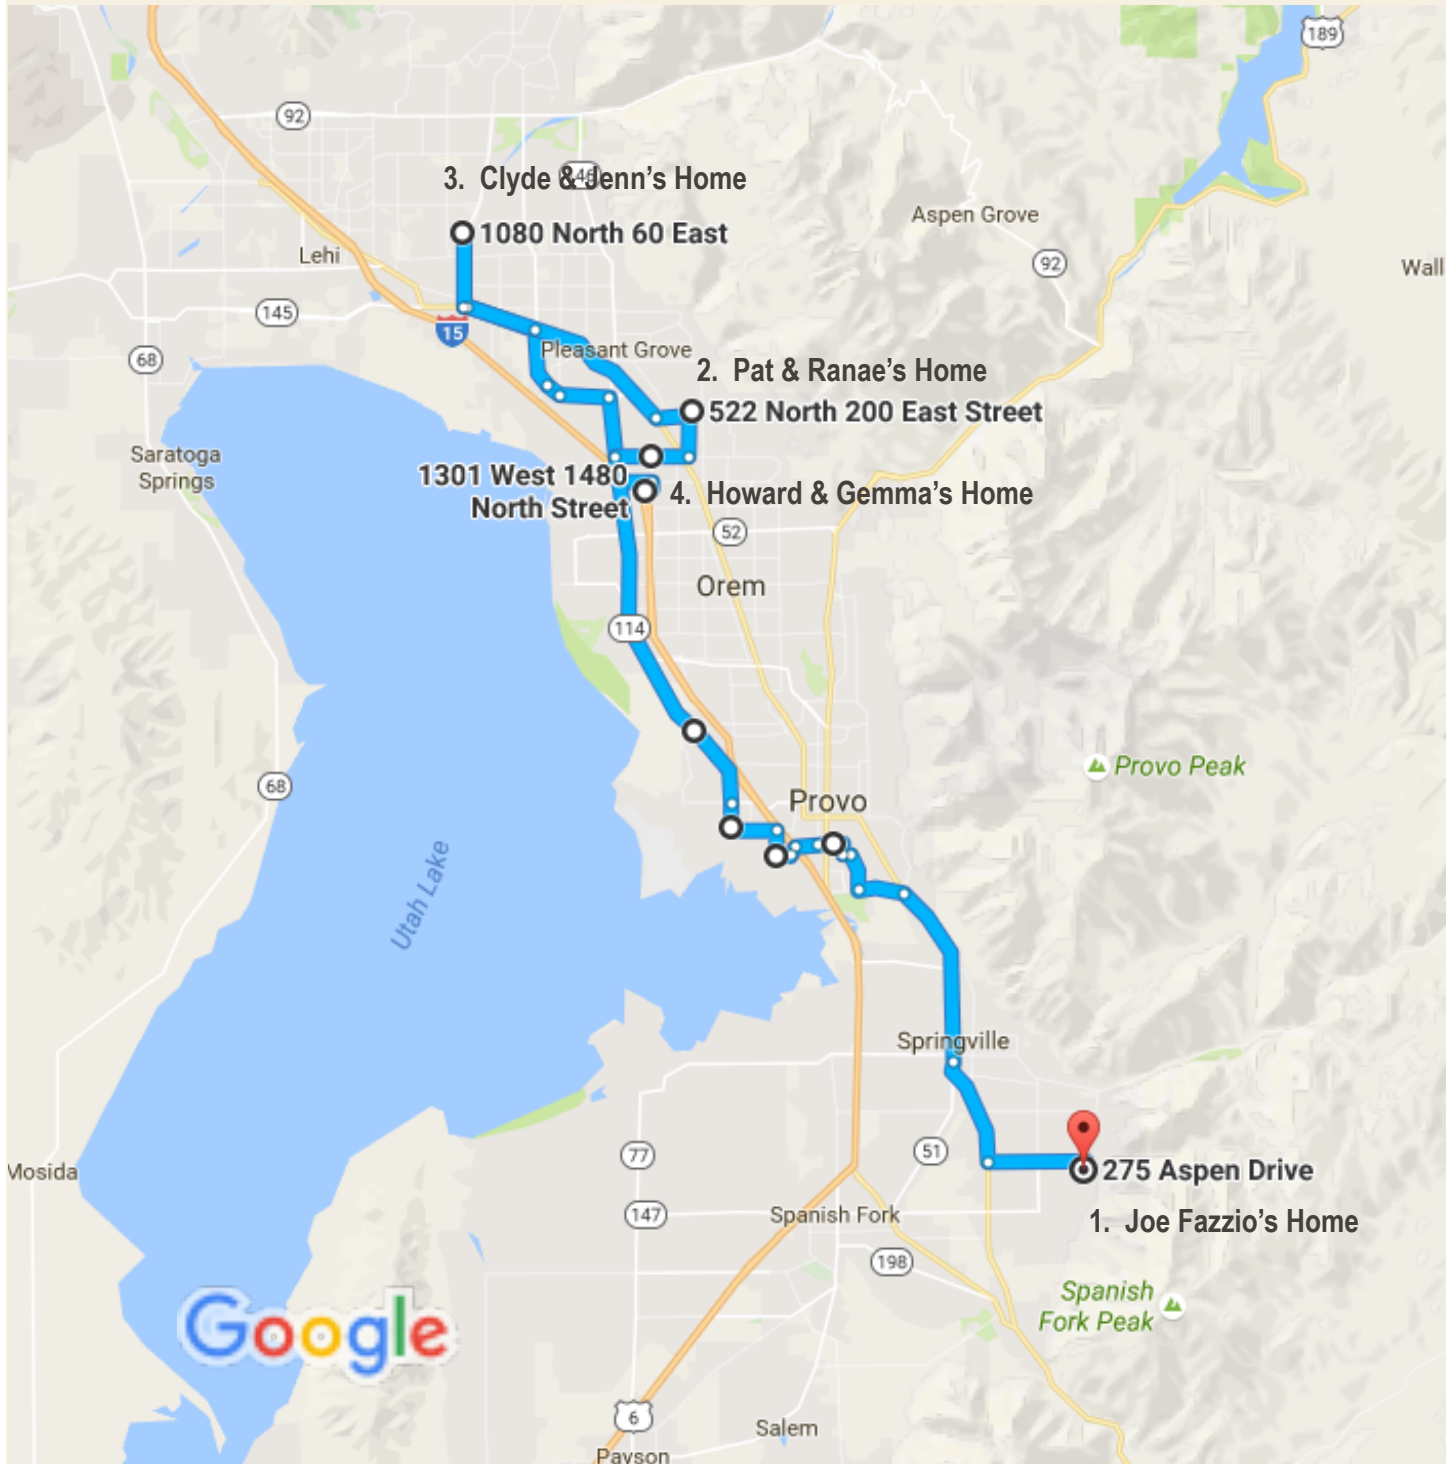 189
92
3. Clyde & Jenn's Home
1080 North 60 East
Aspen Grove
Lehi
92
Wall
145
15
68
Pleasant Grove
2. Pat & Ranae's Home
522 North 200 East Street
Saratoga
Springs
1301 West 1480
North Street
4. Howard & Gemma's Home
52
Orem
114
Provo Peak
68
Provo
Utah Lake
Springville
51
77
Mosida
275 Aspen Drive
147
Spanish Fork
1. Joe Fazzio's Home
198
Spanish
Fork Peak
Google
6
Salem
Payson